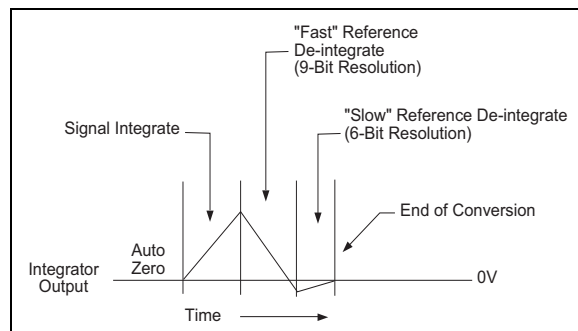 "Fast" Reference
De-integrate
(9-Bit Resolution)
Signal Integrate
"Slow" Reference De-integrate
(6-Bit Resolution)
End of Conversion
Auto
Zero
Integrator
Output
0V
Time